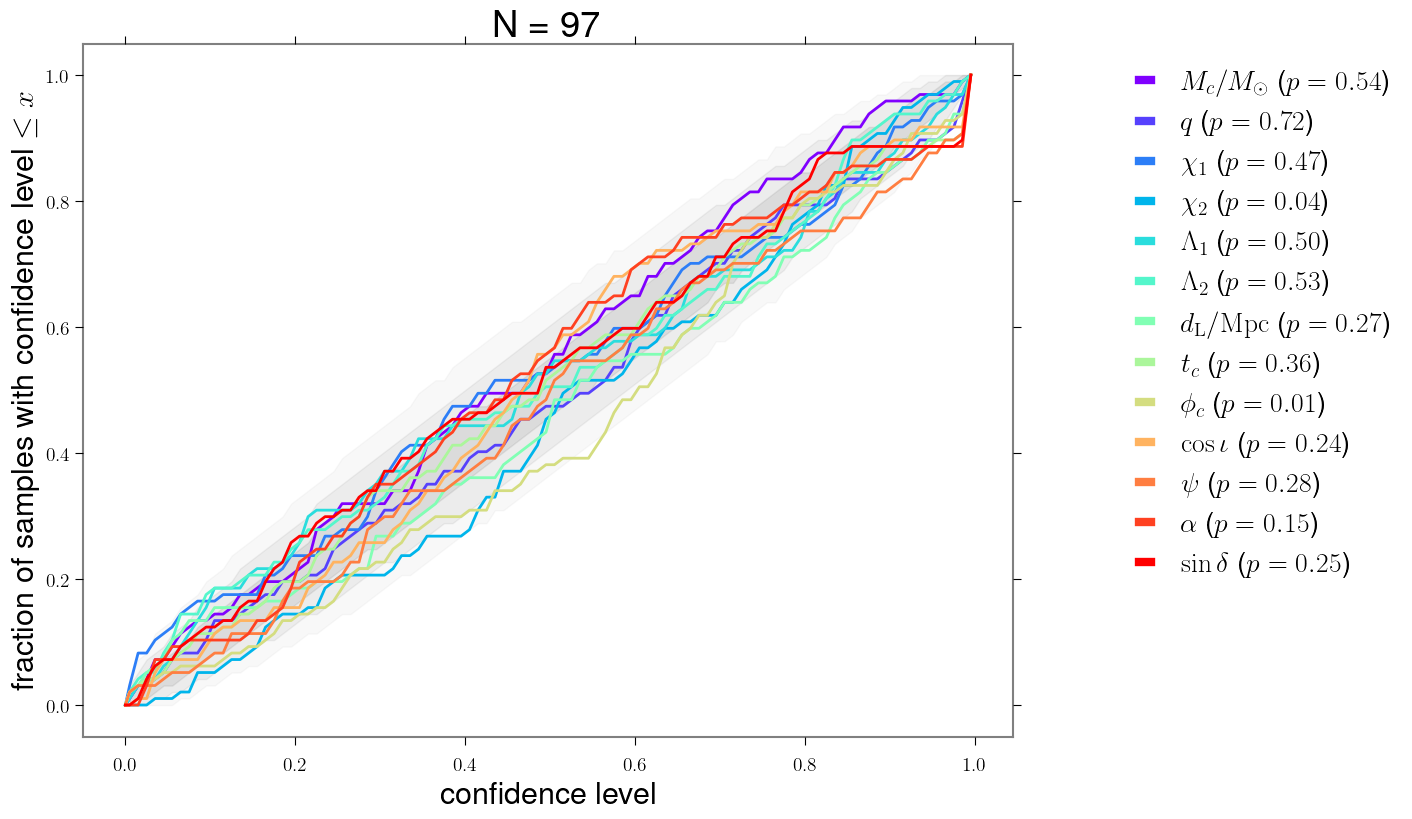 N = 97
fraction of samples with confidence level ≤ x
1.0
0.8
0.6
0.4
0.2
0.0
0.0 0.2 0.4 0.6 0.8 1.0
confidence level
M_c/M_⊙ (p = 0.54)
q (p = 0.72)
χ_1 (p = 0.47)
χ_2 (p = 0.04)
Λ_1 (p = 0.50)
Λ_2 (p = 0.53)
d_L/Mpc (p = 0.27)
t_c (p = 0.36)
ϕ_c (p = 0.01)
cos ι (p = 0.24)
ψ (p = 0.28)
α (p = 0.15)
sin δ (p = 0.25)